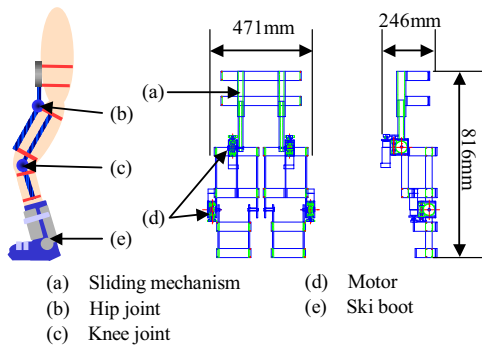 471mm
246mm
(a)
(b)
816mm
(c)
(d)
(e)
(a) Sliding mechanism
(d) Motor
(b) Hip joint
(e) Ski boot
(c) Knee joint